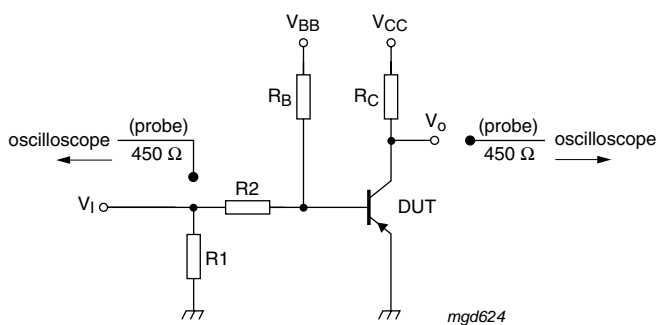 VBB
VCC
RB
RC
(probe)
oscilloscope
450 Ω
Vo
(probe)
450 Ω
oscilloscope
R2
VI
DUT
R1
mgd624